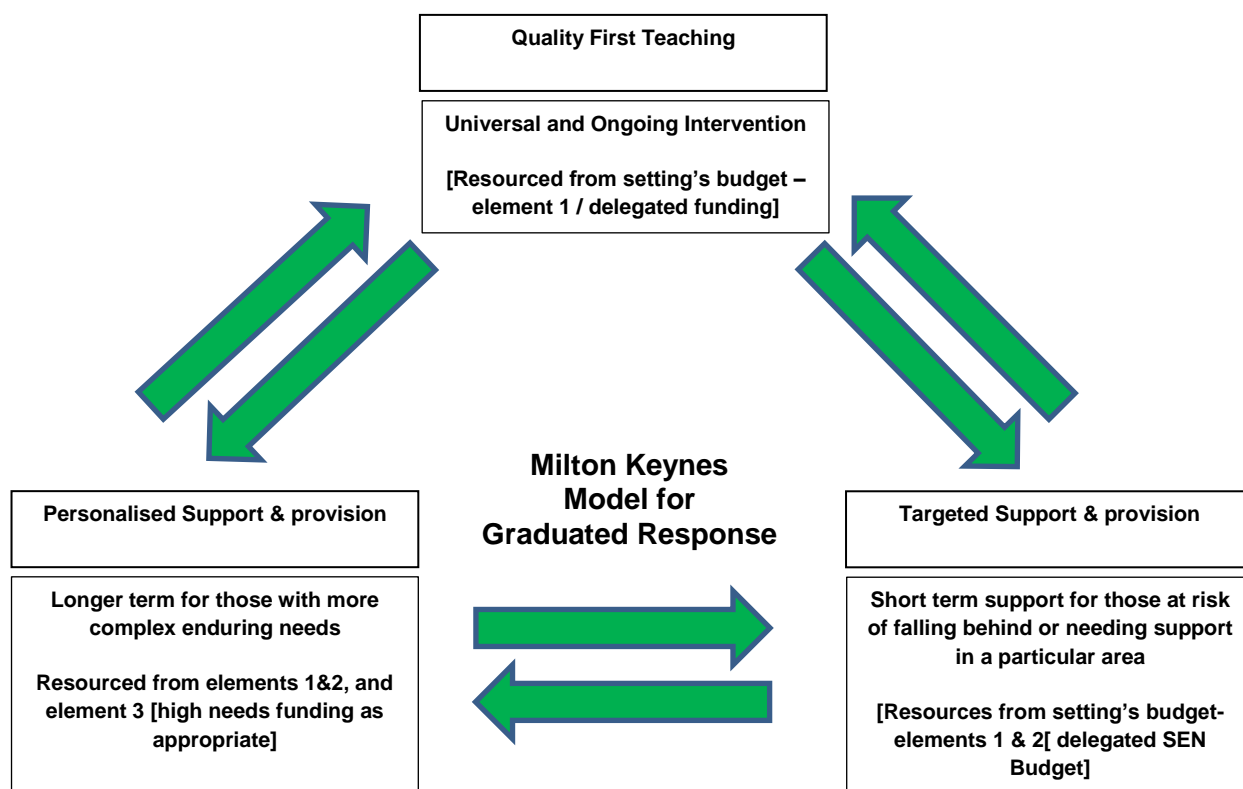 Quality First Teaching
Universal and Ongoing Intervention
[Resourced from setting’s budget –
element 1 / delegated funding]
Milton Keynes
Model for
Graduated Response
Personalised Support & provision
Longer term for those with more
complex enduring needs
Resourced from elements 1&2, and
element 3 [high needs funding as
appropriate]
Targeted Support & provision
Short term support for those at risk
of falling behind or needing support
in a particular area
[Resources from setting’s budget-
elements 1 & 2[ delegated SEN
Budget]